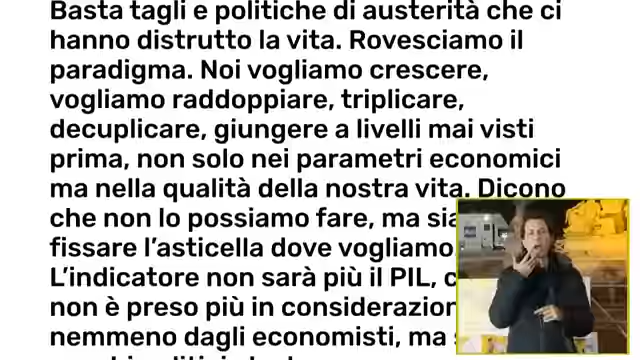 Basta tagli e politiche di austerità che ci
hanno distrutto la vita. Rovesciamo il
paradigma. Noi vogliamo crescere,
vogliamo raddoppiare, triplicare,
decuplicare, giungere a livelli mai visti
prima, non solo nei parametri economici
ma nella qualità della nostra vita. Dicono
che non lo possiamo fare, ma
fissare l’asticella dove vogliamo
L’indicatore non sarà più il PIL,
non è preso più in
nemmeno dagli economisti, ma